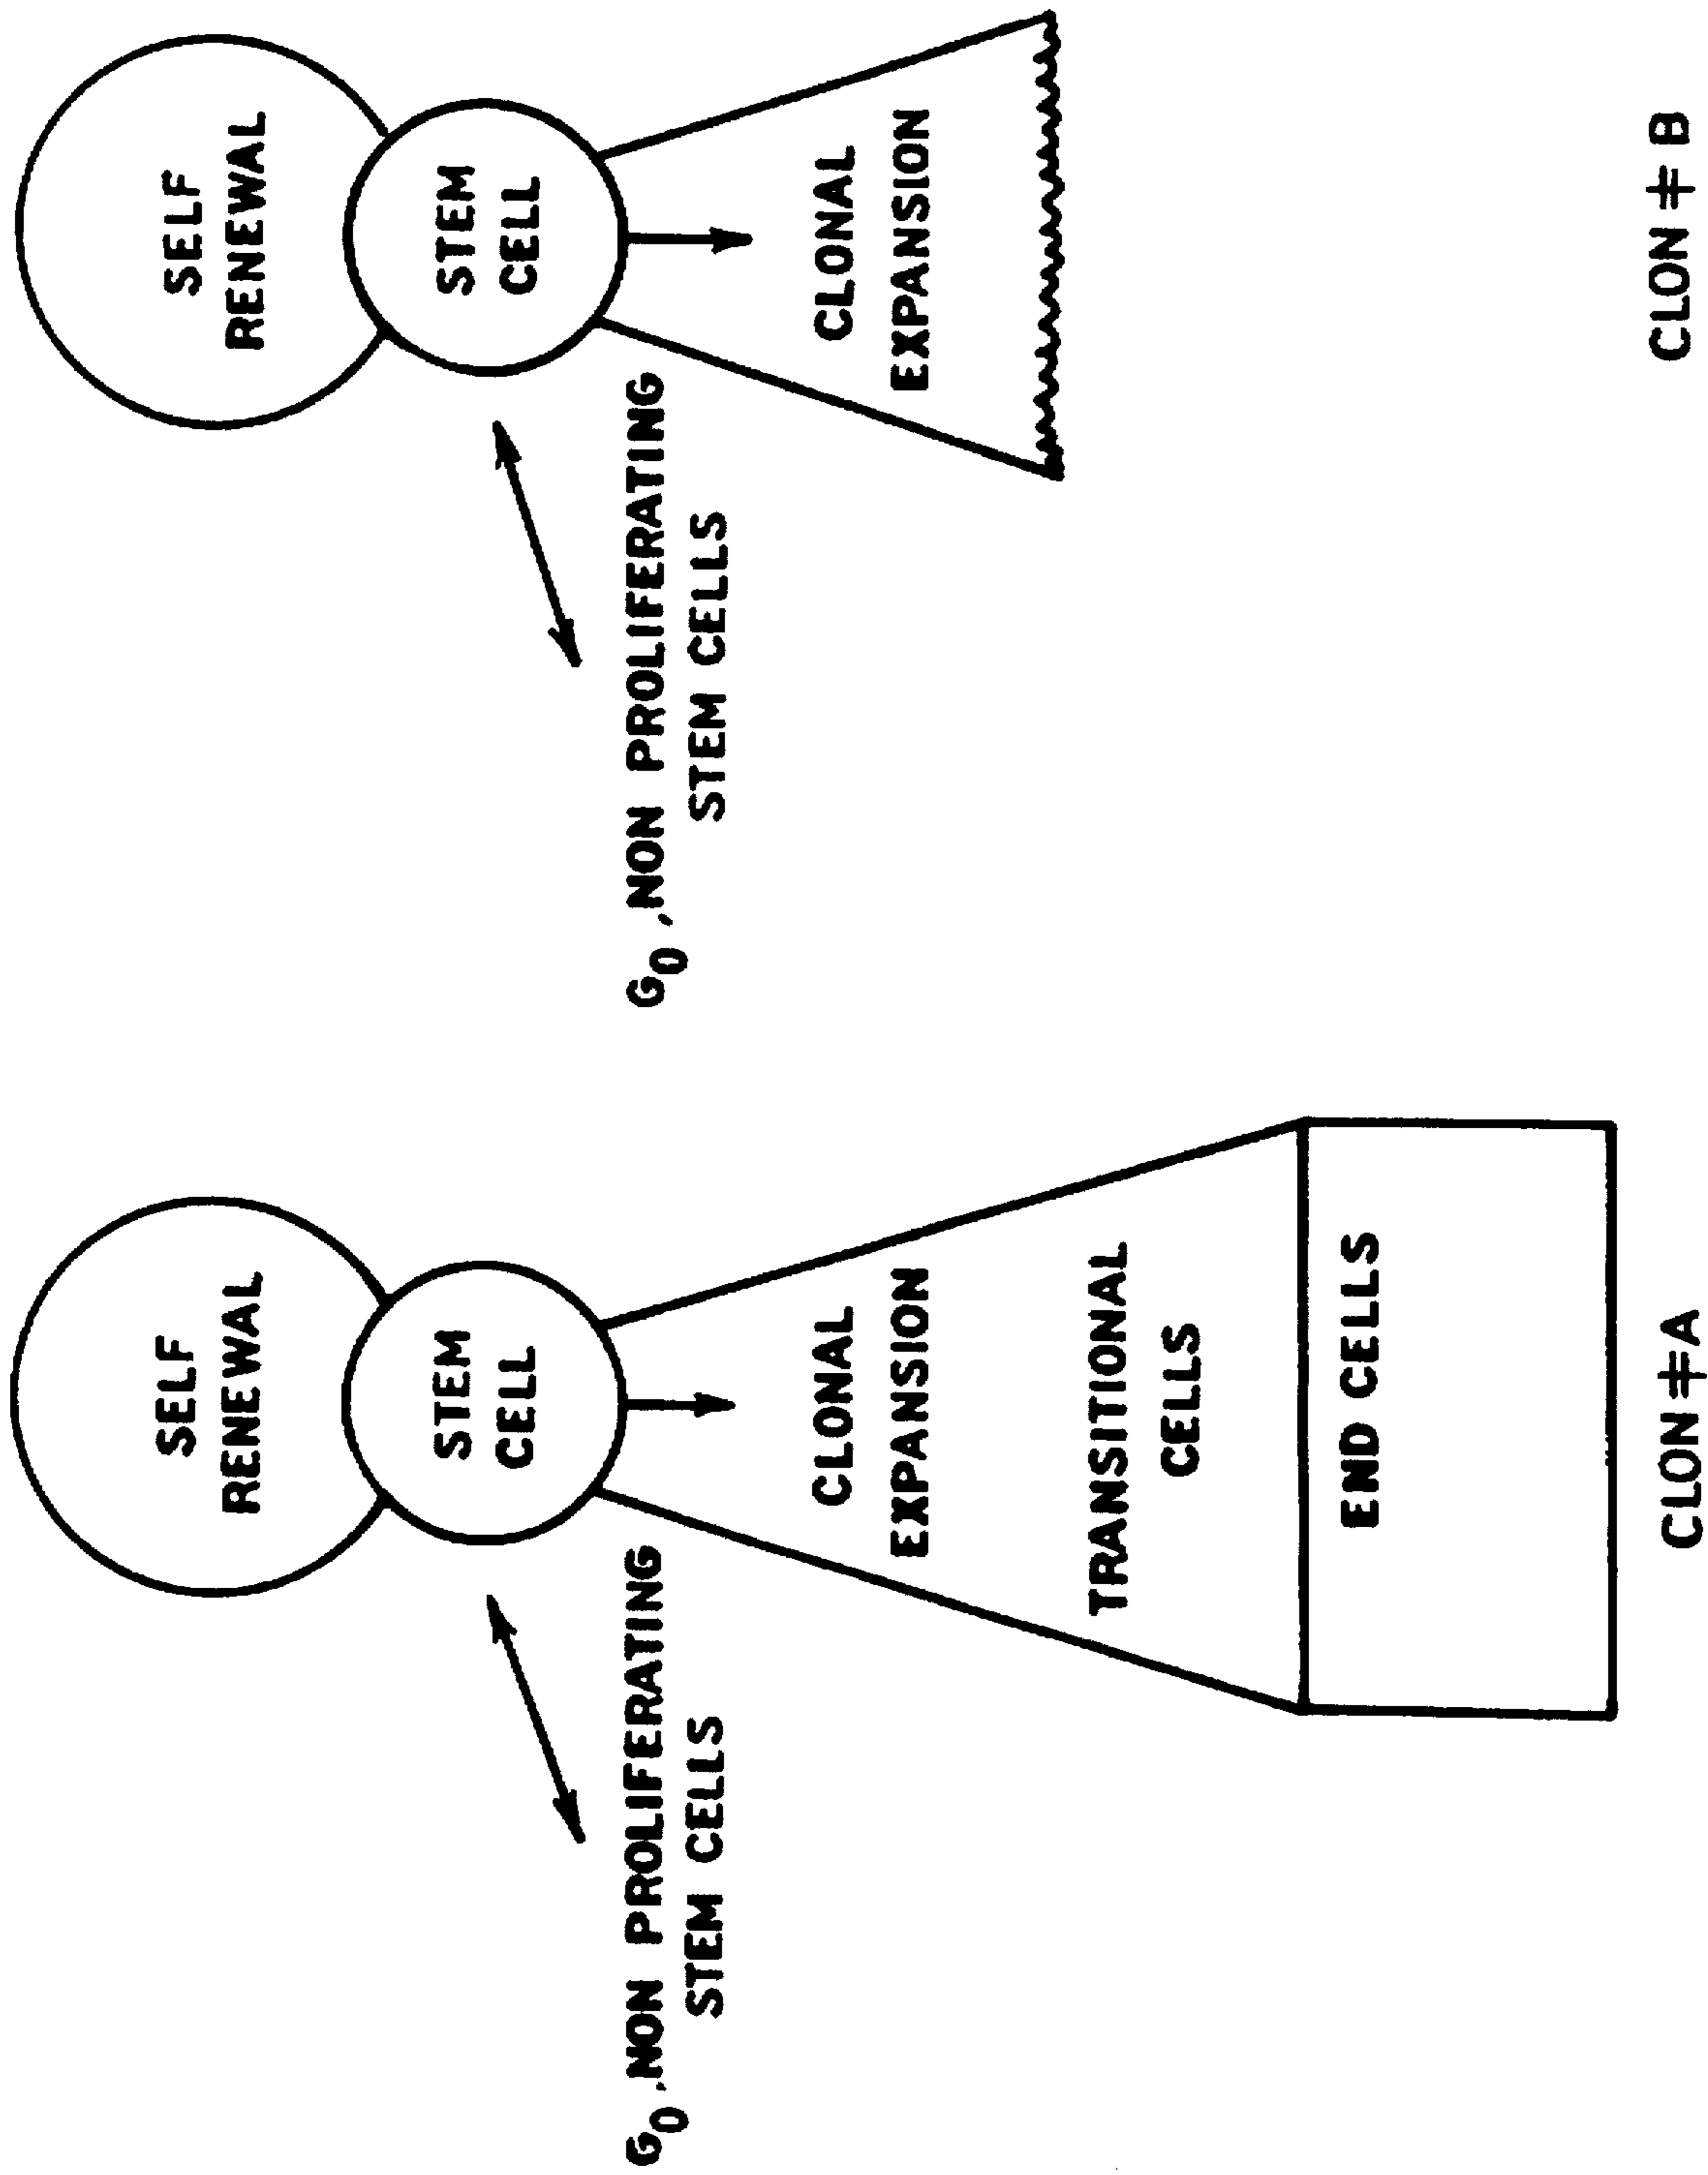 SELF
RENEWAL
STEM
CELL
G₀, NON PROLIFERATING
STEM CELLS
CLONAL
EXPANSION
TRANSITIONAL
CELLS
END CELLS
CLON #A
SELF
RENEWAL
STEM
CELL
G₀, NON PROLIFERATING
STEM CELLS
CLONAL
EXPANSION
CLON # B